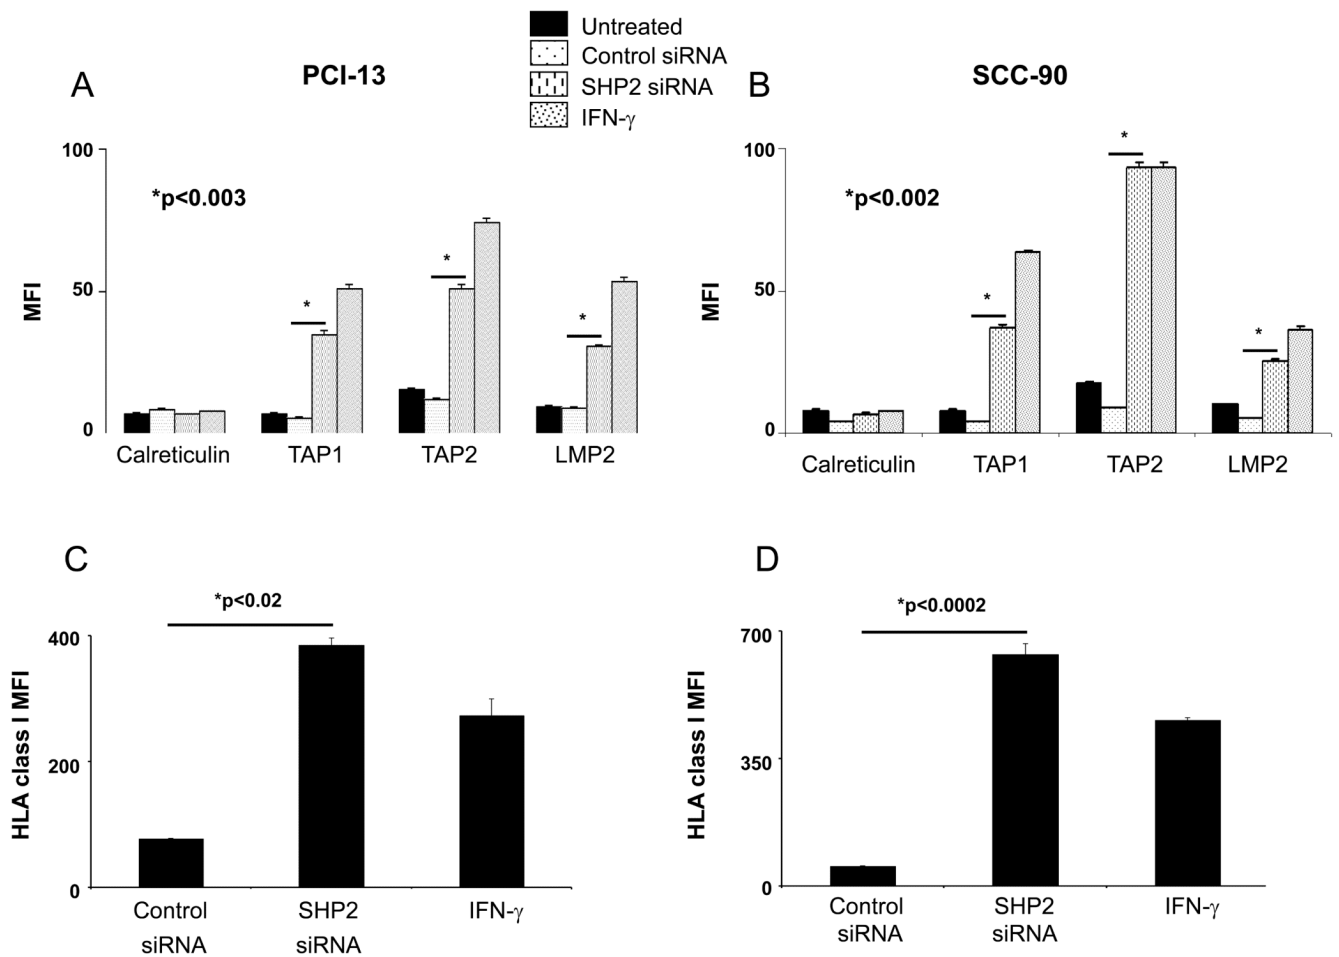 Untreated
Control siRNA
SHP2 siRNA
IFN-γ
A
PCI-13
B
SCC-90
100
50
0
MFI
*p<0.003
*
*
*
Calreticulin
TAP1
TAP2
LMP2
100
50
0
MFI
*p<0.002
*
*
*
Calreticulin
TAP1
TAP2
LMP2
C
*p<0.02
400
200
0
HLA class I MFI
Control
siRNA
SHP2
siRNA
IFN-γ
D
*p<0.0002
700
350
0
HLA class I MFI
Control
siRNA
SHP2
siRNA
IFN-γ